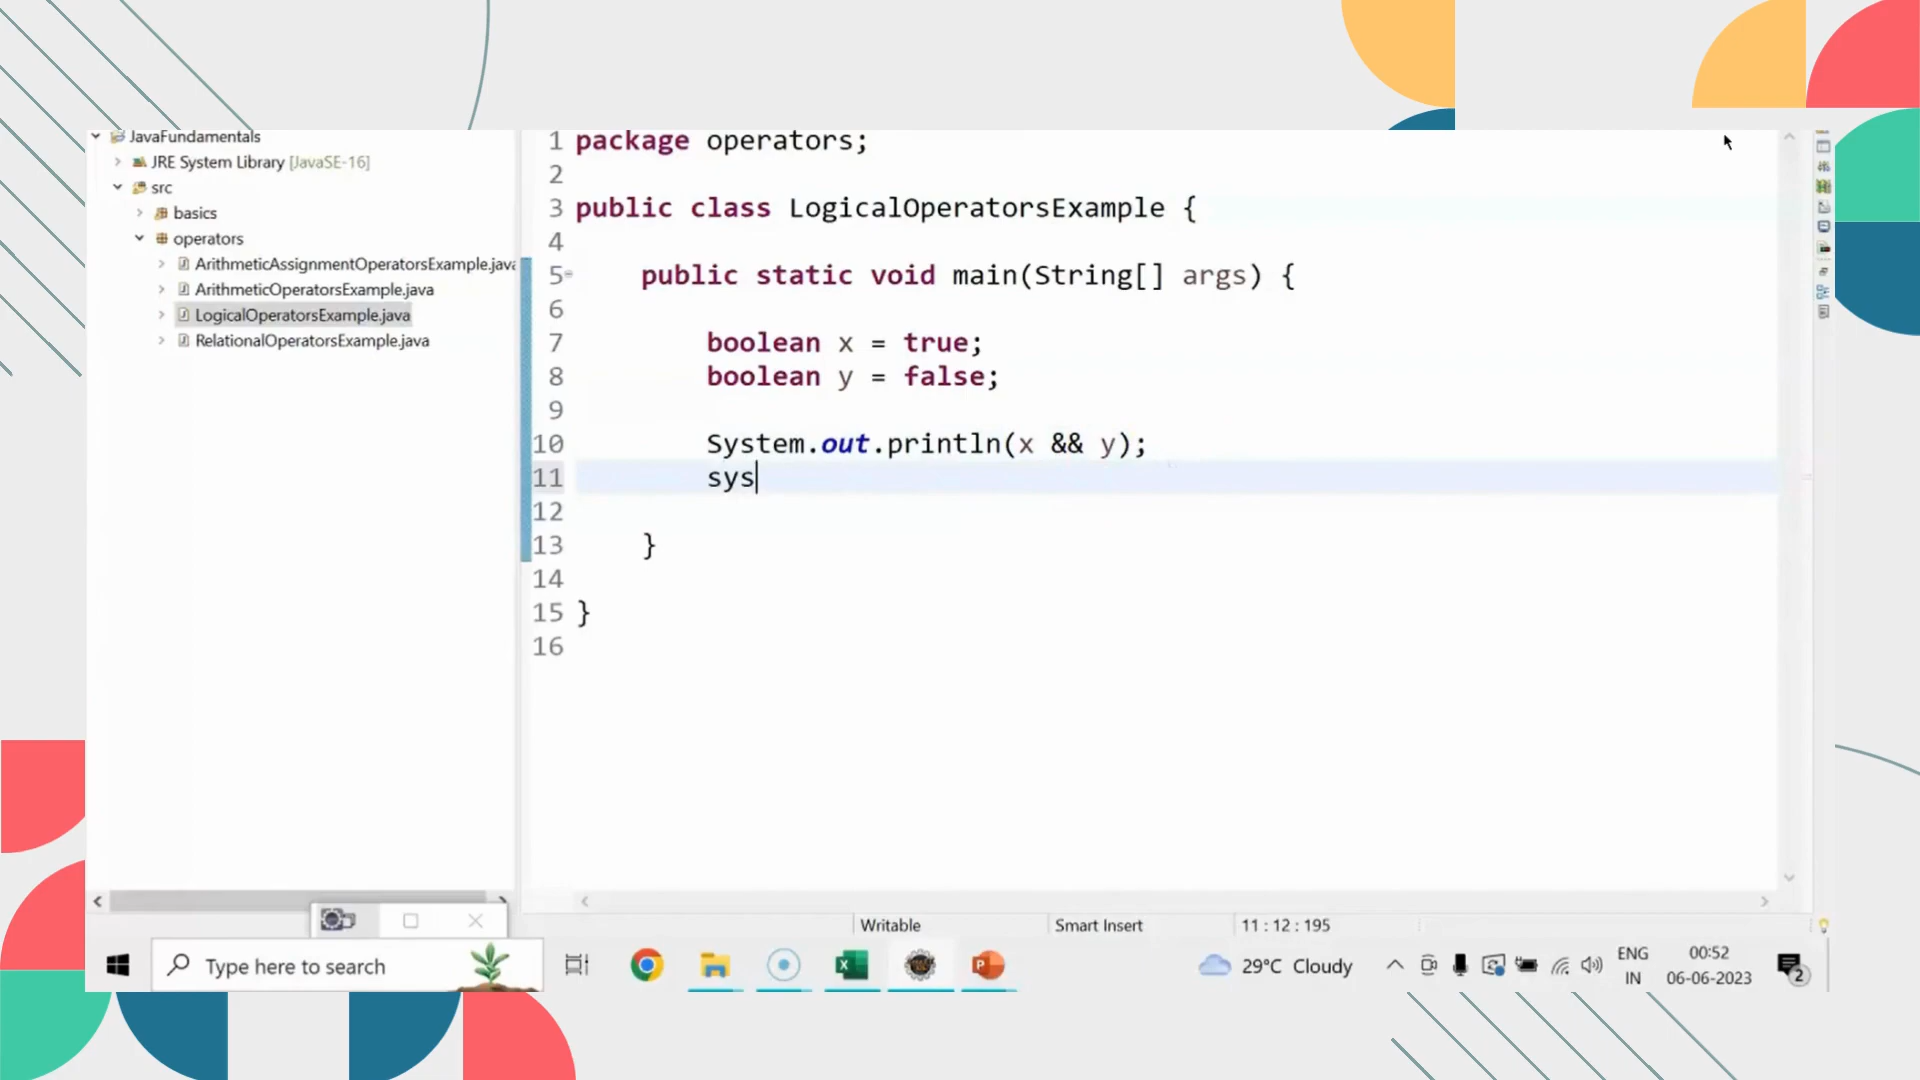 JavaFundamentals
JRE System Library [JavaSE-16]
src
basics
operators
ArithmeticAssignmentOperatorsExample.java
ArithmeticOperatorsExample.java
LogicalOperatorsExample.java
RelationalOperatorsExample.java
1 package operators;
2
3 public class LogicalOperatorsExample {
4
5 public static void main(String[] args) {
6
7 boolean x = true;
8 boolean y = false;
9
10 System.out.println(x && y);
11 sys
12
13 }
14
15 }
16
Writable
Smart Insert
11 : 12 : 195
Type here to search
29°C Cloudy
ENG
IN
00:52
06-06-2023
2